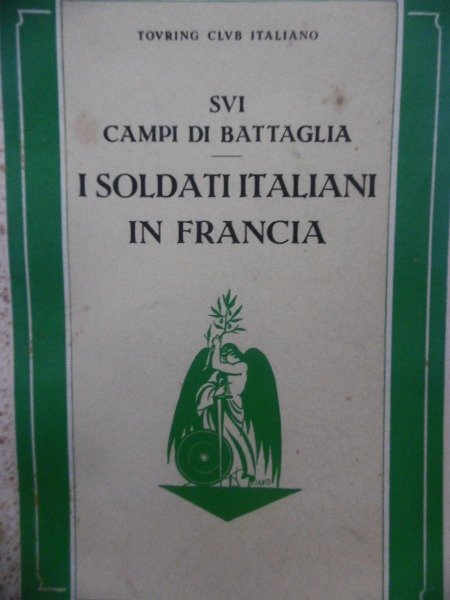 TOVRING CLVB ITALIANO
SVI
CAMPI DI BATTAGLIA
I SOLDATI ITALIANI
IN FRANCIA